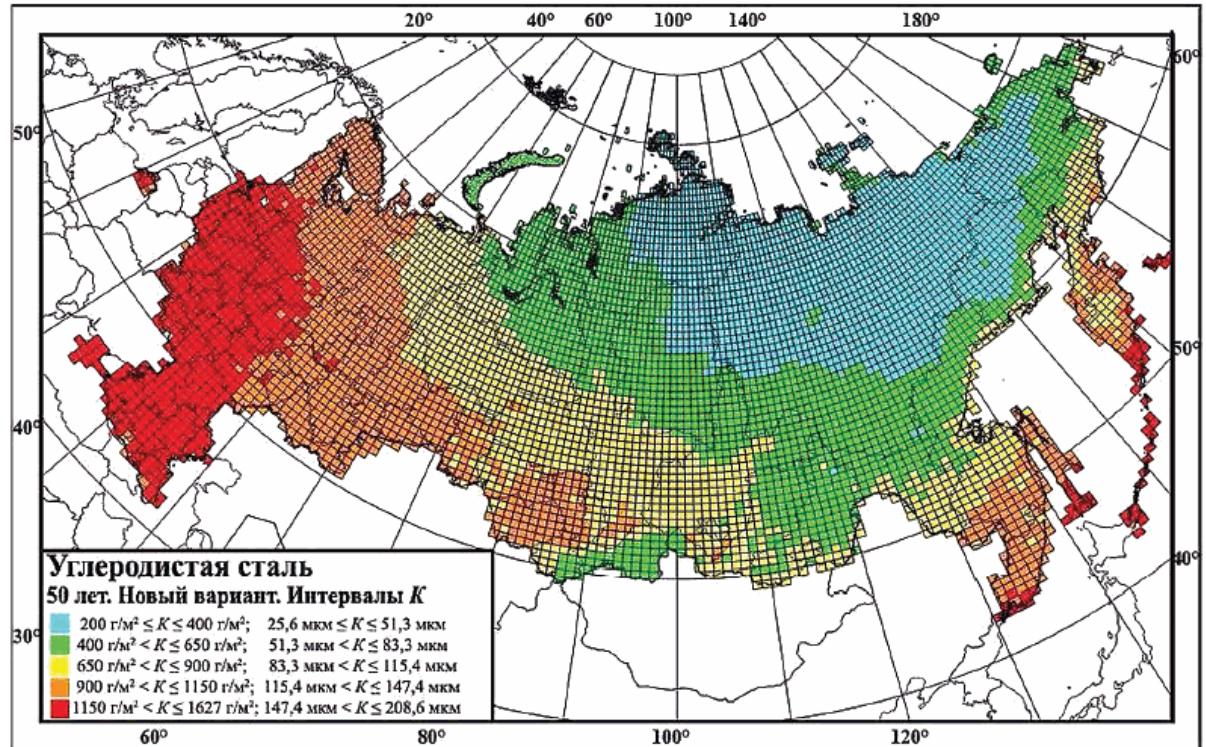 20° 40° 60° 100° 140° 180°
60°
50°
50°
40°
40°
30°
Углеродистая сталь
50 лет. Новый вариант. Интервалы K
200 г/м² ≤ K ≤ 400 г/м²; 25,6 мкм ≤ K ≤ 51,3 мкм
400 г/м² < K ≤ 650 г/м²; 51,3 мкм < K ≤ 83,3 мкм
650 г/м² < K ≤ 900 г/м²; 83,3 мкм < K ≤ 115,4 мкм
900 г/м² < K ≤ 1150 г/м²; 115,4 мкм < K ≤ 147,4 мкм
1150 г/м² < K ≤ 1627 г/м²; 147,4 мкм < K ≤ 208,6 мкм
60° 80° 100° 120°